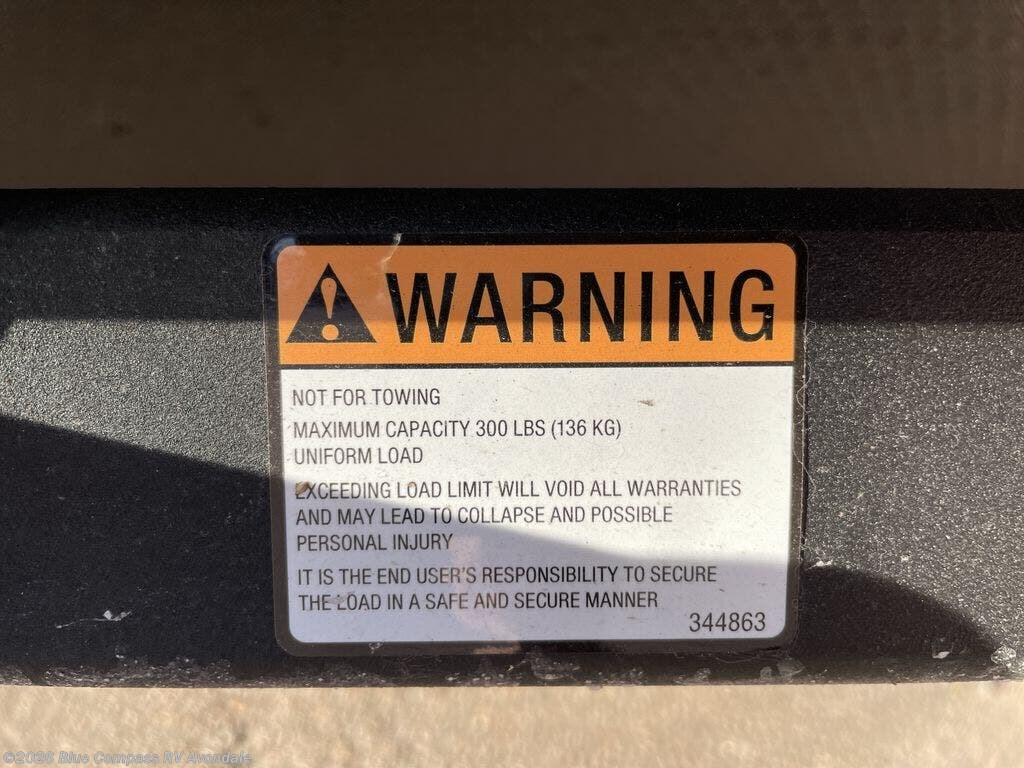 WARNING
NOT FOR TOWING
MAXIMUM CAPACITY 300 LBS (136 KG)
UNIFORM LOAD
EXCEEDING LOAD LIMIT WILL VOID ALL WARRANTIES
AND MAY LEAD TO COLLAPSE AND POSSIBLE
PERSONAL INJURY
IT IS THE END USER'S RESPONSIBILITY TO SECURE
THE LOAD IN A SAFE AND SECURE MANNER
344863
©2026 Blue Compass RV Avondale